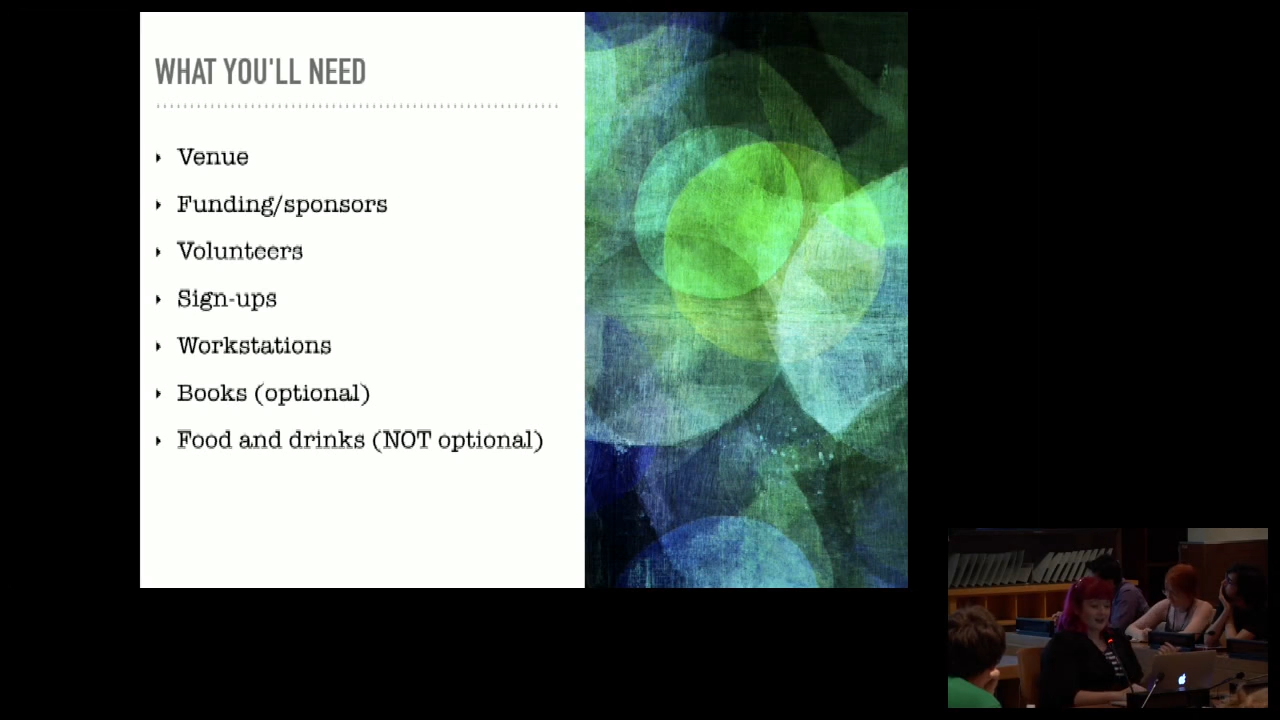 WHAT YOU'LL NEED
Venue
Funding/sponsors
Volunteers
Sign-ups
Workstations
Books (optional)
Food and drinks (NOT optional)